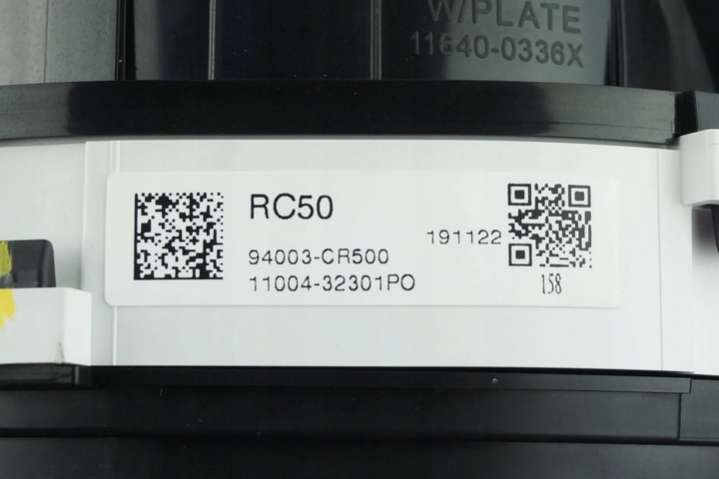 W/PLATE
11640-0336X
RC50
191122
94003-CR500
11004-32301PO
158